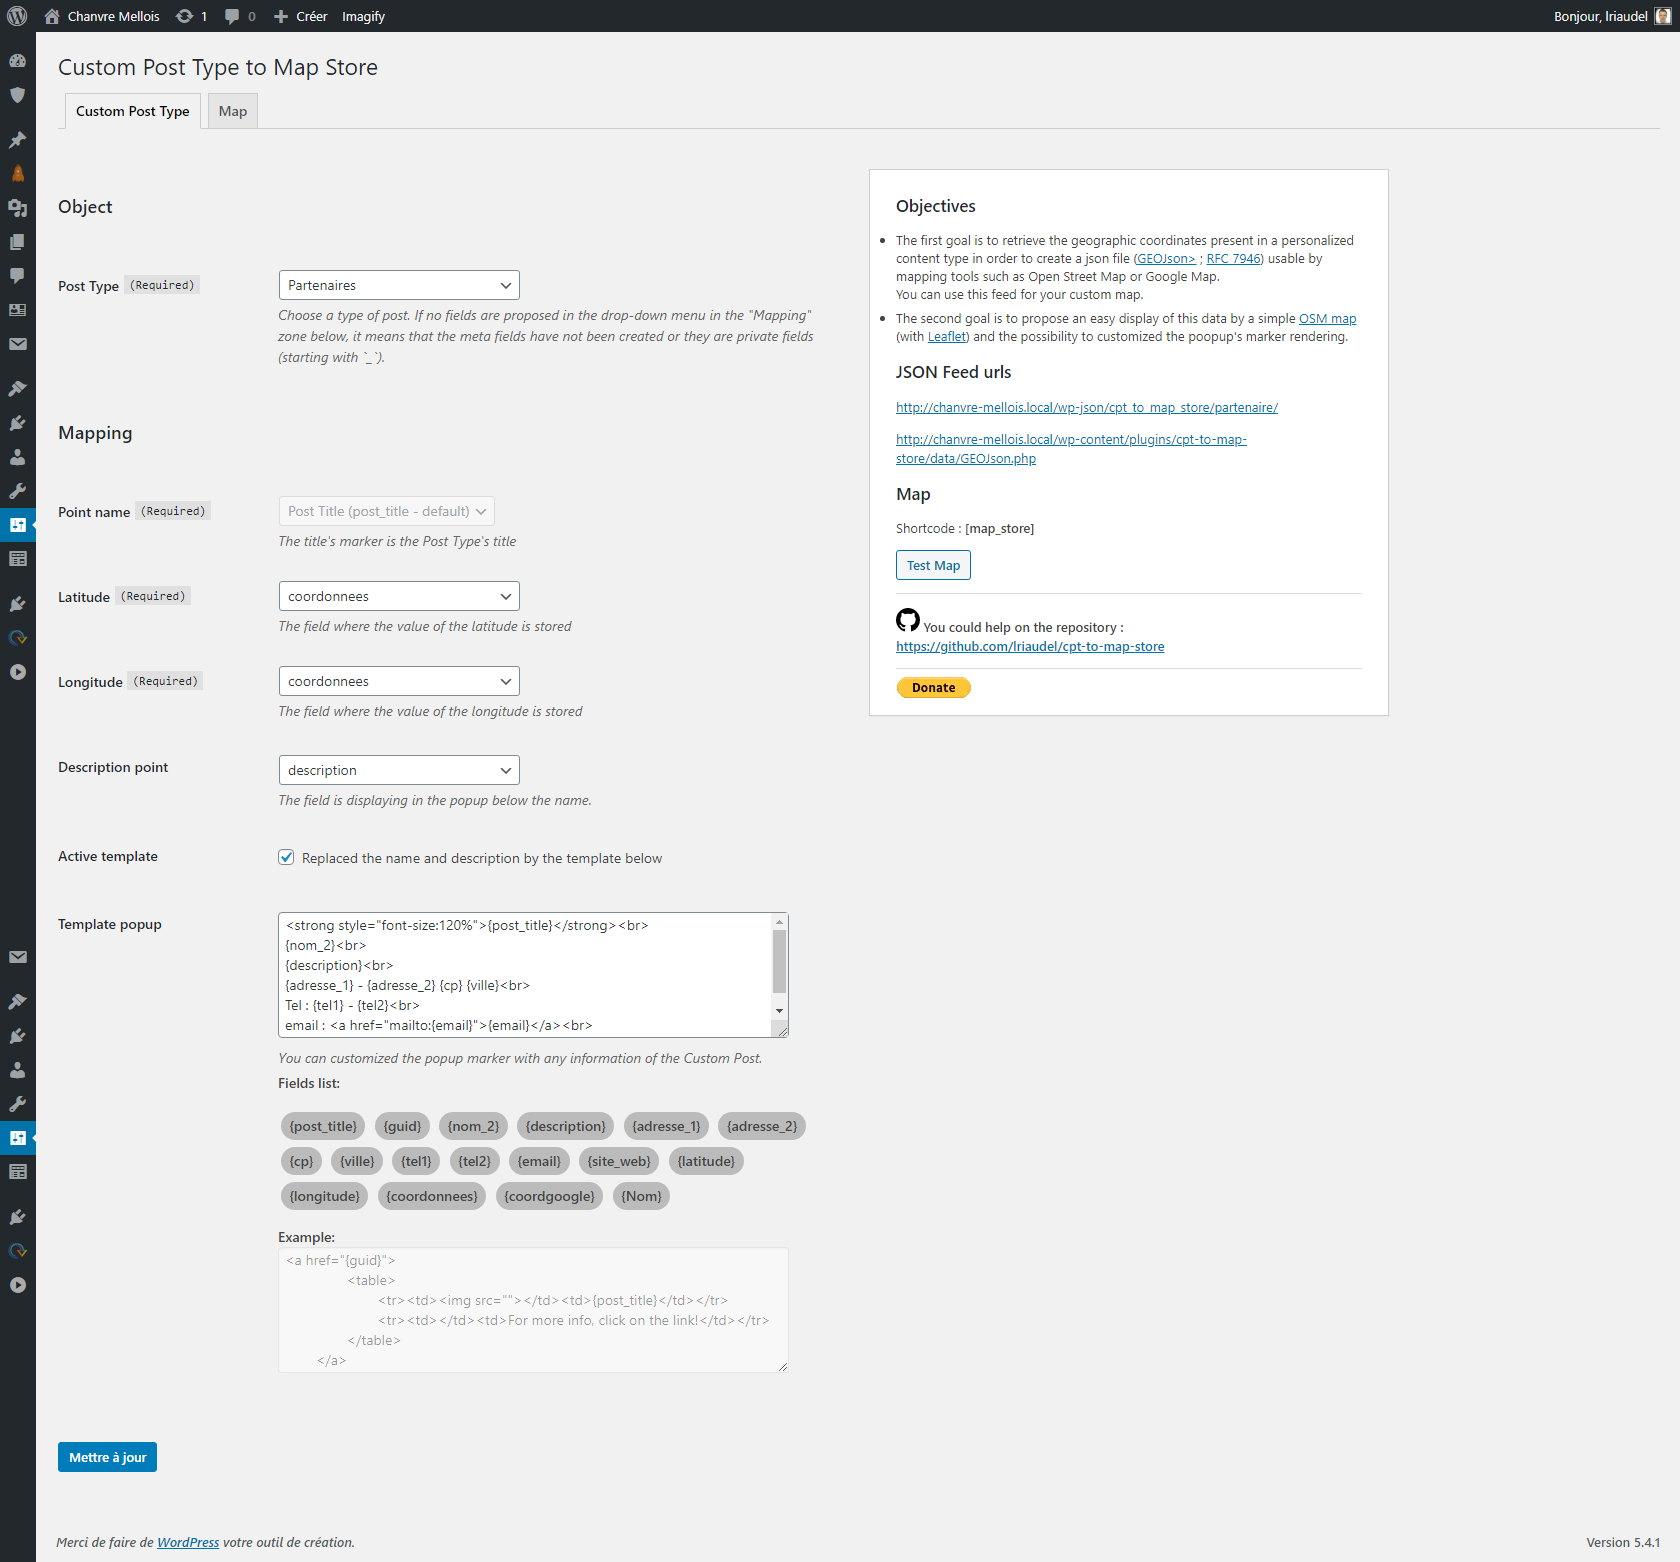 Chanvre Mellois 1 0 Créer Imagify Bonjour, lriaudel
Custom Post Type to Map Store
Custom Post Type Map
Object
Post Type (Required) Partenaires
Choose a type of post. If no fields are proposed in the drop-down menu in the "Mapping"
zone below, it means that the meta fields have not been created or they are private fields
(starting with `_`).
Mapping
Point name (Required) Post Title (post_title - default)
The title's marker is the Post Type's title
Latitude (Required) coordonnees
The field where the value of the latitude is stored
Longitude (Required) coordonnees
The field where the value of the longitude is stored
Description point description
The field is displaying in the popup below the name.
Active template Replaced the name and description by the template below
Template popup
<strong style="font-size:120%">{post_title}</strong><br>
{nom_2}<br>
{description}<br>
{adresse_1} - {adresse_2} {cp} {ville}<br>
Tel : {tel1} - {tel2}<br>
email : <a href="mailto:{email}">{email}</a><br>
You can customized the popup marker with any information of the Custom Post.
Fields list:
{post_title} {guid} {nom_2} {description} {adresse_1} {adresse_2}
{cp} {ville} {tel1} {tel2} {email} {site_web} {latitude}
{longitude} {coordonnees} {coordgoogle} {Nom}
Example:
<a href="{guid}">
<table>
<tr><td><img src=""></td><td>{post_title}</td></tr>
<tr><td></td><td>For more info, click on the link!</td></tr>
</table>
</a>
Mettre à jour
Objectives
The first goal is to retrieve the geographic coordinates present in a personalized
content type in order to create a json file (GEOJson> ; RFC 7946) usable by
mapping tools such as Open Street Map or Google Map.
You can use this feed for your custom map.
The second goal is to propose an easy display of this data by a simple OSM map
(with Leaflet) and the possibility to customized the poopup's marker rendering.
JSON Feed urls
http://chanvre-mellois.local/wp-json/cpt_to_map_store/partenaire/
http://chanvre-mellois.local/wp-content/plugins/cpt-to-map-
store/data/GEOJson.php
Map
Shortcode : [map_store]
Test Map
You could help on the repository :
https://github.com/lriaudel/cpt-to-map-store
Donate
Merci de faire de WordPress votre outil de création. Version 5.4.1